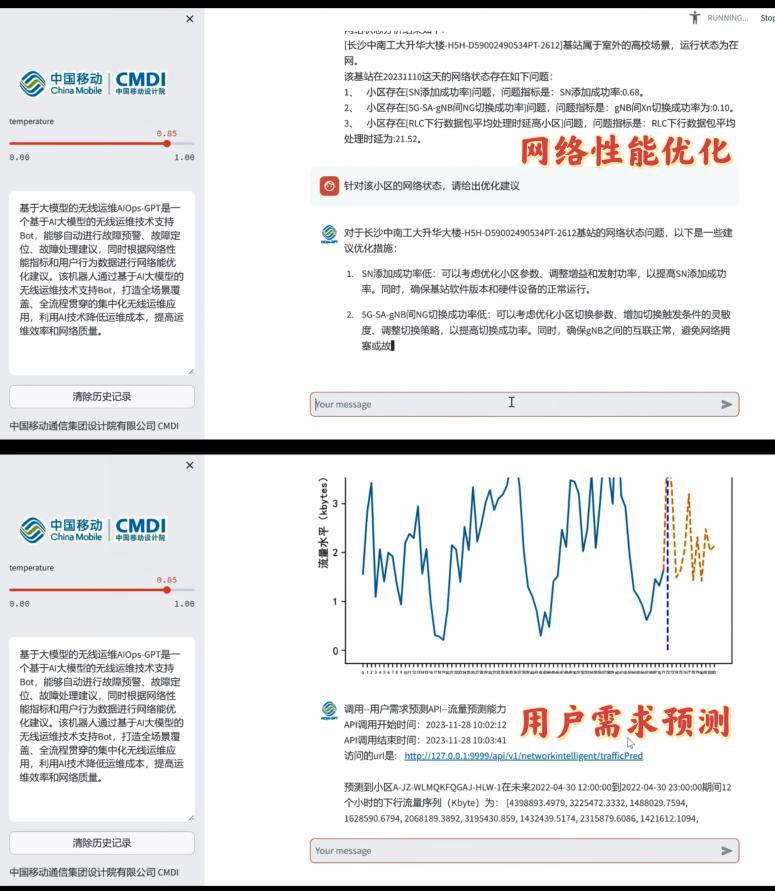 RUNNING...
Stop
中国移动
China Mobile
CMDI
中国移动设计院
temperature
0.85
0.00 1.00
基于大模型的无线运维AIOps-GPT是一
个基于AI大模型的无线运维技术支持
Bot，能够自动进行故障预警、故障定
位、故障处理建议，同时根据网络性
能指标和用户行为数据进行网络能优
化建议。该机器人通过基于AI大模型的
无线运维技术支持Bot，打造全场景覆
盖、全流程贯穿的集中化无线运维应
用，利用AI技术降低运维成本，提高运
维效率和网络质量。
清除历史记录
中国移动通信集团设计院有限公司 CMDI
[长沙中南工大升华大楼-H5H-D59002490534PT-2612]基站属于室外的高校场景，运行状态为在
网。
该基站在20231110这天的网络状态存在如下问题：
1、 小区存在[SN添加成功率]问题，问题指标是：SN添加成功率:0.68。
2、 小区存在[5G-SA-gNB间NG切换成功率]问题，问题指标是：gNB间Xn切换成功率为:0.10。
3、 小区存在[RLC下行数据包平均处理时延高小区]问题，问题指标是：RLC下行数据包平均
处理时延为:21.52。
网络性能优化
针对该小区的网络状态，请给出优化建议
对于长沙中南工大升华大楼-H5H-D59002490534PT-2612基站的网络状态问题，以下是一些建
议优化措施：
1. SN添加成功率低：可以考虑优化小区参数、调整增益和发射功率，以提高SN添加成功
率。同时，确保基站软件版本和硬件设备的正常运行。
2. 5G-SA-gNB间NG切换成功率低：可以考虑优化小区切换参数、增加切换触发条件的灵敏
度、调整切换策略，以提高切换成功率。同时，确保gNB之间的互联正常，避免网络拥
塞或故
Your message
中国移动
China Mobile
CMDI
中国移动设计院
temperature
0.85
0.00 1.00
基于大模型的无线运维AIOps-GPT是一
个基于AI大模型的无线运维技术支持
Bot，能够自动进行故障预警、故障定
位、故障处理建议，同时根据网络性
能指标和用户行为数据进行网络能优
化建议。该机器人通过基于AI大模型的
无线运维技术支持Bot，打造全场景覆
盖、全流程贯穿的集中化无线运维应
用，利用AI技术降低运维成本，提高运
维效率和网络质量。
清除历史记录
中国移动通信集团设计院有限公司 CMDI
流量水平 (kbytes)
3
2
1
0
调用--用户需求预测API--流量预测能力
API调用开始时间：2023-11-28 10:02:12
API调用结束时间：2023-11-28 10:03:41
用户需求预测
访问的url是： http://127.0.0.1:9999/api/v1/networkintelligent/trafficPred
预测到小区A-JZ-WLMQKFQGAJ-HLW-1在未来2022-04-30 12:00:00到2022-04-30 23:00:00期间12
个小时的下行流量序列（Kbyte）为： [4398893.4979, 3225472.3332, 1488029.7594,
1628590.6794, 2068189.3892, 3195430.859, 1432439.5174, 2315879.6086, 1421612.1094,
Your message